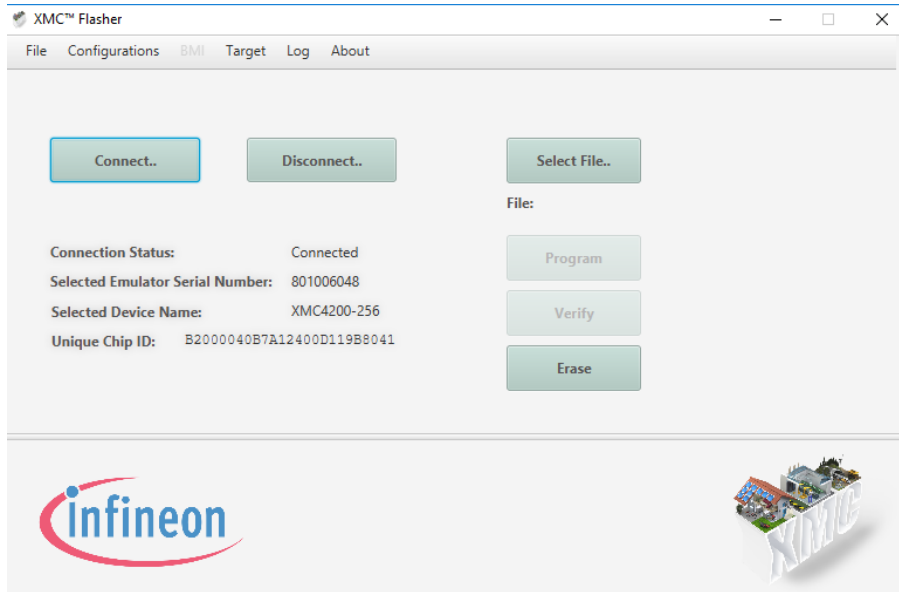 XMC™ Flasher
File Configurations BMI Target Log About
Connect.. Disconnect.. Select File..
File:
Connection Status: Connected
Selected Emulator Serial Number: 801006048
Selected Device Name: XMC4200-256
Unique Chip ID: B2000040B7A12400D119B8041
Program
Verify
Erase
infineon
XMC